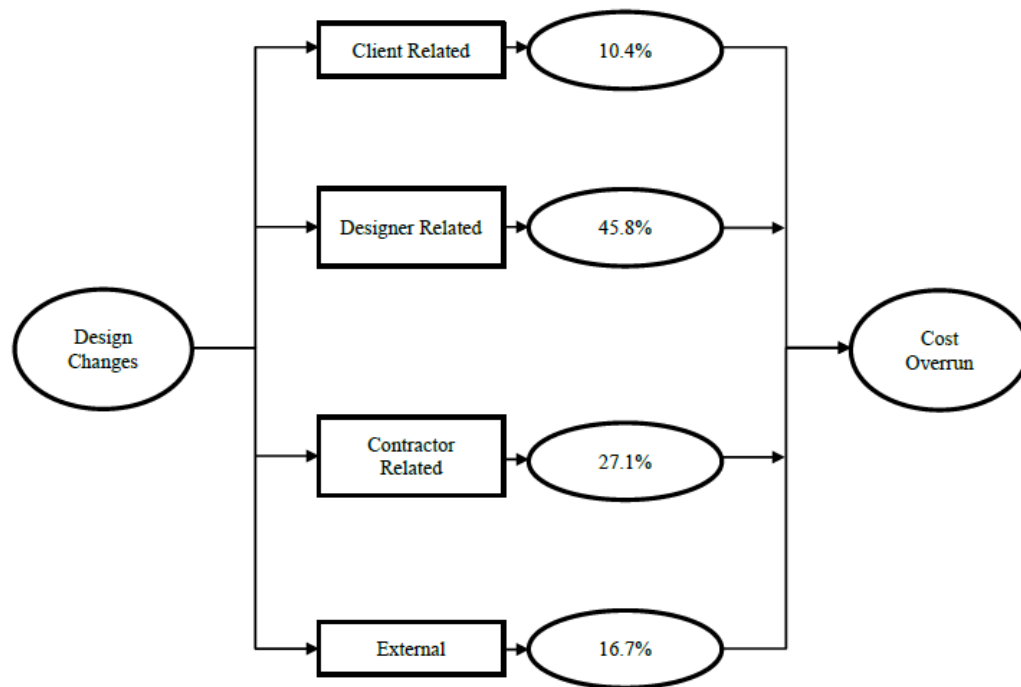 Client Related
10.4%
Designer Related
45.8%
Design
Changes
Cost
Overrun
Contractor
Related
27.1%
External
16.7%